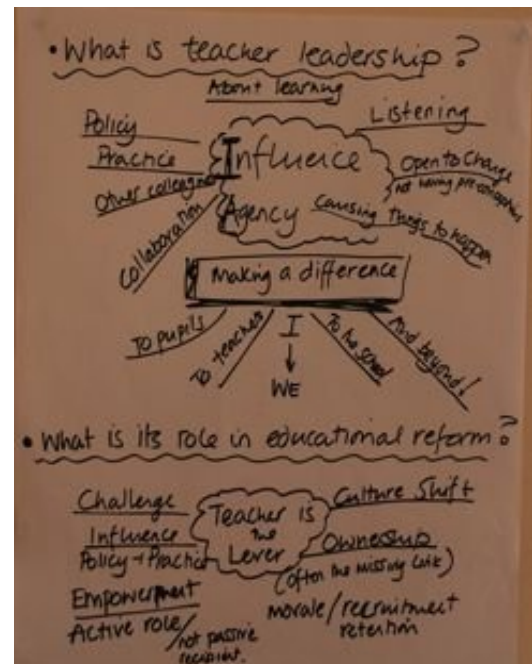 • What is teacher leadership?
About learning
Policy
Practice
Other colleagues
Collaboration
Influence
Agency
Listening
Open to Change
not having preconceptions
Causing things to happen
Making a difference
To pupils
To teachers
I
↓
WE
To the school
And beyond!
• What is its role in educational reform?
Challenge
Influence
Policy → Practice
Empowerment
Active role/not passive
recipient.
Teacher is
the
Lever
Culture Shift
Ownership
(often the missing link)
morale/recruitment
retention